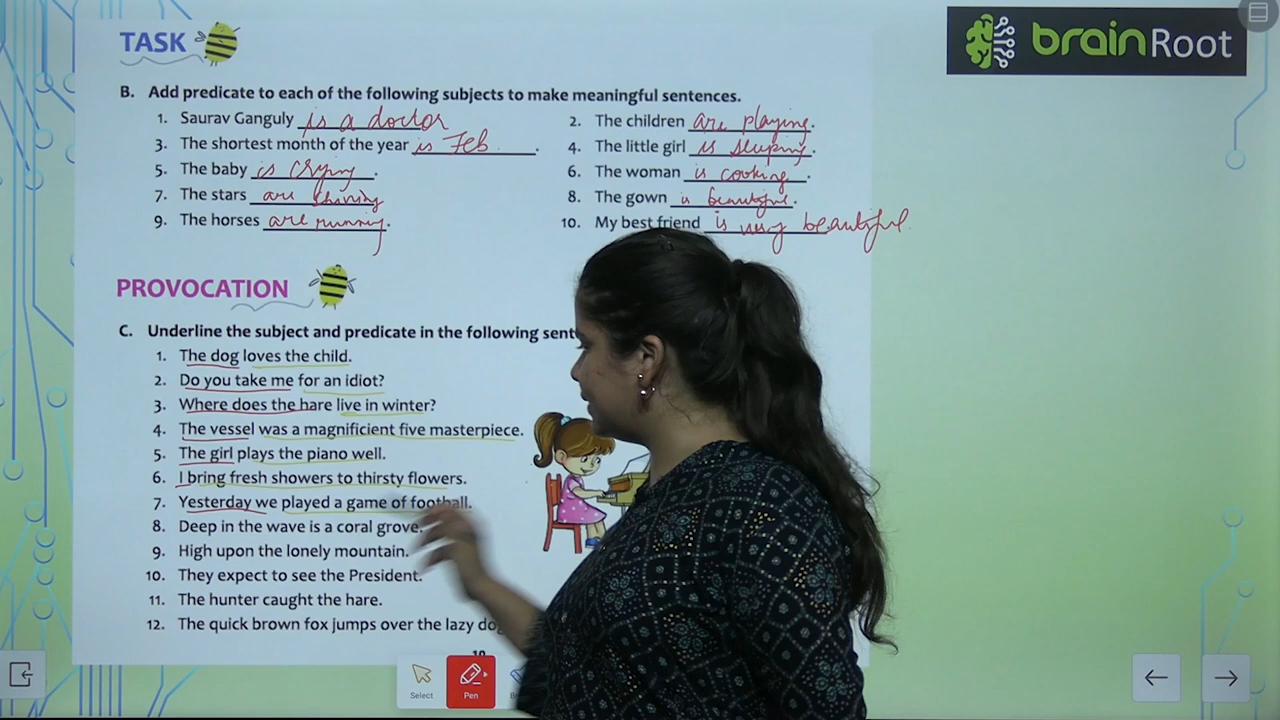 TASK
brainRoot
B. Add predicate to each of the following subjects to make meaningful sentences.
1. Saurav Ganguly is a doctor
2. The children are playing.
3. The shortest month of the year is Feb.
4. The little girl is sleeping.
5. The baby is crying.
6. The woman is cooking.
7. The stars are shining
8. The gown is beautiful.
9. The horses are running.
10. My best friend is very beautiful.
PROVOCATION
C. Underline the subject and predicate in the following sent
1. The dog loves the child.
2. Do you take me for an idiot?
3. Where does the hare live in winter?
4. The vessel was a magnificient five masterpiece.
5. The girl plays the piano well.
6. I bring fresh showers to thirsty flowers.
7. Yesterday we played a game of football.
8. Deep in the wave is a coral grove.
9. High upon the lonely mountain.
10. They expect to see the President.
11. The hunter caught the hare.
12. The quick brown fox jumps over the lazy do
Select
Pen